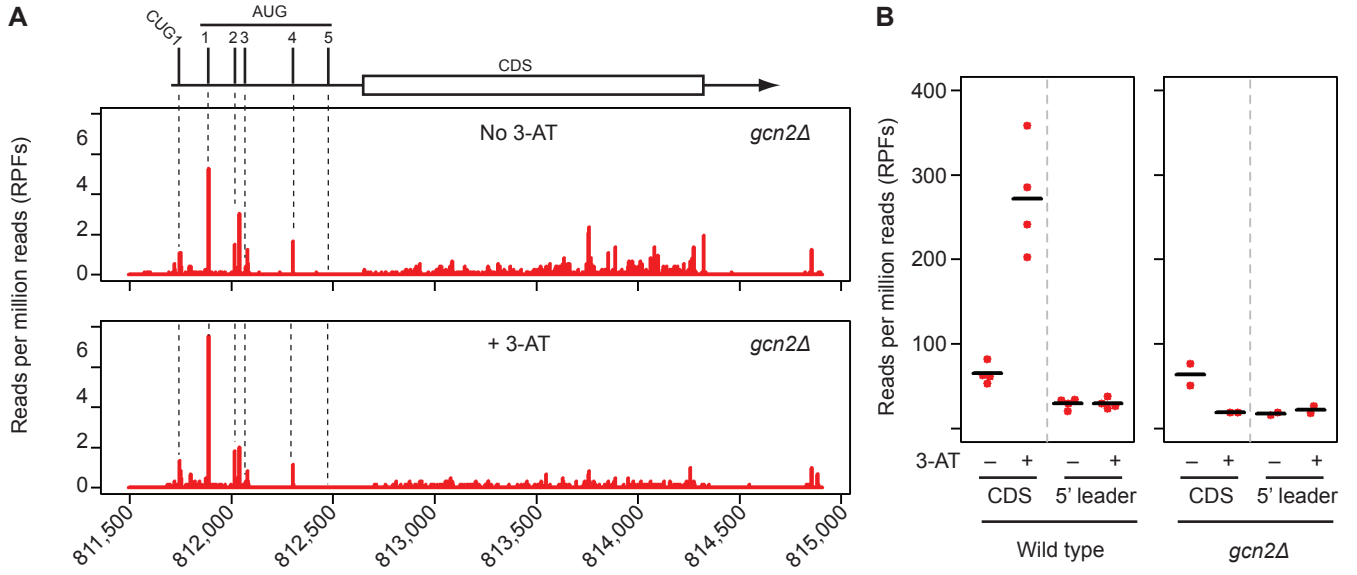 A
CUG1
AUG
1 2 3 4 5
CDS
No 3-AT
gcn2Δ
6
4
2
0
+ 3-AT
gcn2Δ
6
4
2
0
Reads per million reads (RPFs)
811,500 812,000 812,500 813,000 813,500 814,000 814,500 815,000
B
Reads per million reads (RPFs)
400
300
200
100
3-AT – + – + – + – +
CDS 5' leader CDS 5' leader
Wild type gcn2Δ